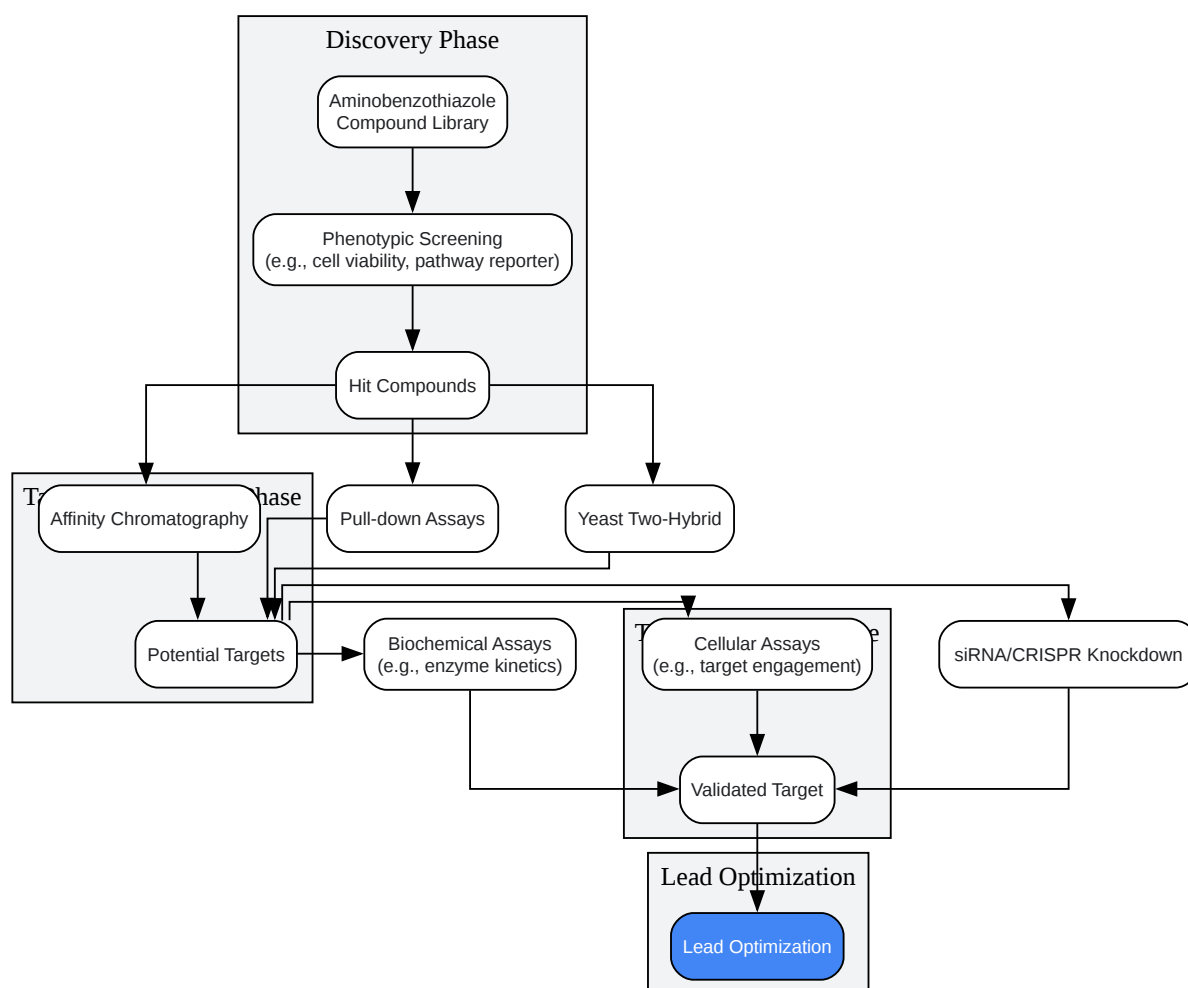 Discovery Phase
Aminobenzothiazole
Compound Library
Phenotypic Screening
(e.g., cell viability, pathway reporter)
Hit Compounds
Affinity Chromatography
Pull-down Assays
Yeast Two-Hybrid
Potential Targets
Biochemical Assays
(e.g., enzyme kinetics)
Cellular Assays
(e.g., target engagement)
siRNA/CRISPR Knockdown
Validated Target
Lead Optimization
Lead Optimization